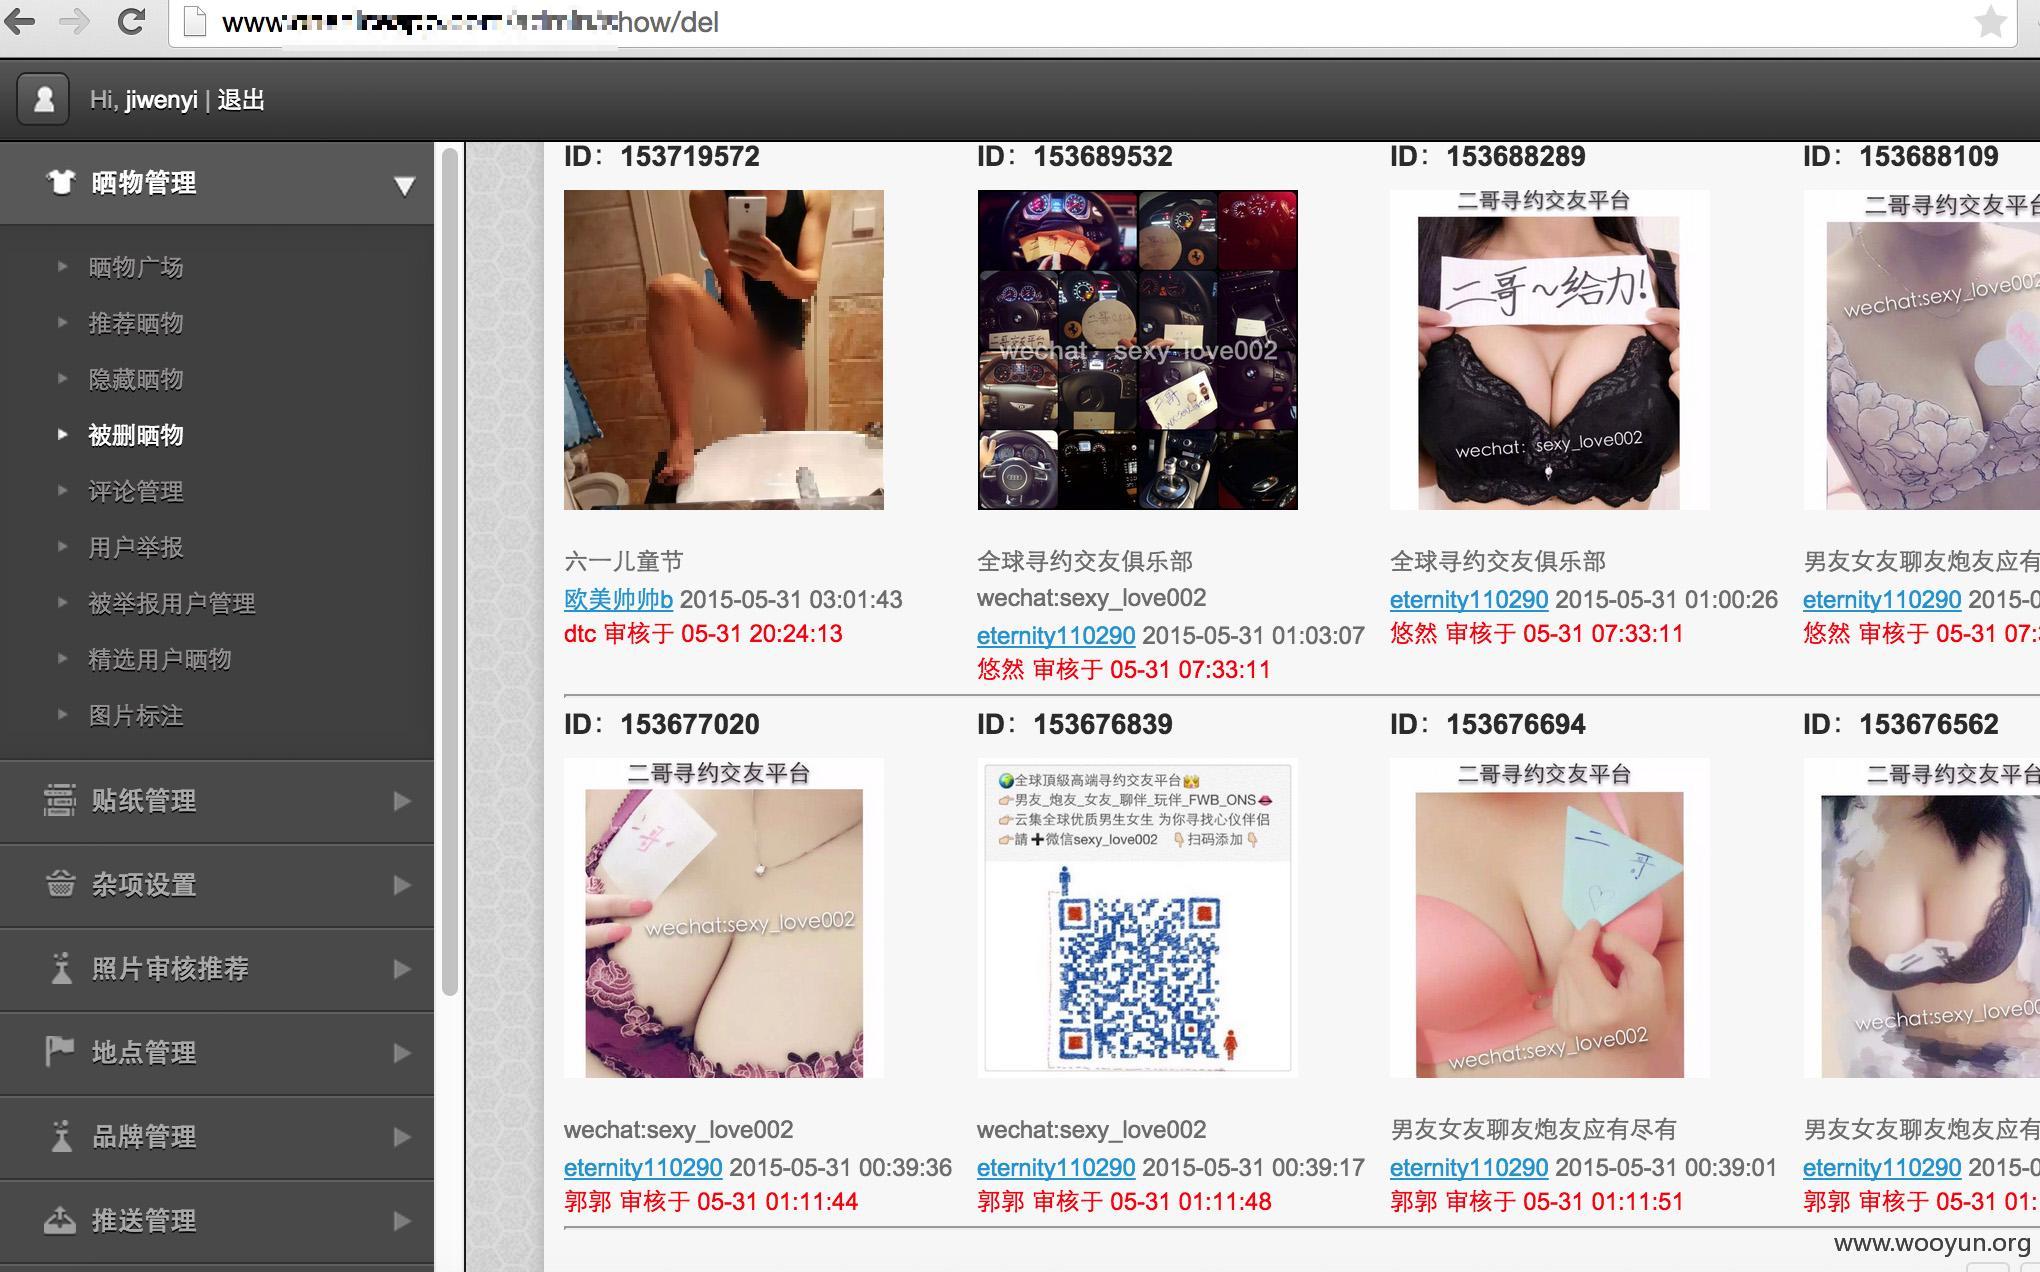 how/del
Hi, jiwenyi | 退出
晒物管理
晒物广场
推荐晒物
隐藏晒物
被删晒物
评论管理
用户举报
被举报用户管理
精选用户晒物
图片标注
贴纸管理
杂项设置
照片审核推荐
地点管理
品牌管理
推送管理
ID：153719572
ID：153689532
ID：153688289
ID：153688109
wechat：sexy-love002
二哥寻约交友平台
二哥～给力!
wechat：sexy_love002
二哥寻约交友平台
wechat:sexy_love002
六一儿童节
欧美帅帅b 2015-05-31 03:01:43
dtc 审核于 05-31 20:24:13
全球寻约交友俱乐部
wechat:sexy_love002
eternity110290 2015-05-31 01:03:07
悠然 审核于 05-31 07:33:11
全球寻约交友俱乐部
eternity110290 2015-05-31 01:00:26
悠然 审核于 05-31 07:33:11
男友女友聊友炮友应有
eternity110290 2015-0
悠然 审核于 05-31 07:
ID：153677020
ID：153676839
ID：153676694
ID：153676562
二哥寻约交友平台
二哥
wechat:sexy_love002
全球頂級高端寻约交友平台
男友_炮友_女友_聊伴_玩伴_FWB_ONS
云集全球优质男生女生 为你寻找心仪伴侣
請➕微信sexy_love002 扫码添加
二哥寻约交友平台
二哥
wechat:sexy_love002
二哥寻约交友平台
二哥
wechat:sexy_love00
wechat:sexy_love002
eternity110290 2015-05-31 00:39:36
郭郭 审核于 05-31 01:11:44
wechat:sexy_love002
eternity110290 2015-05-31 00:39:17
郭郭 审核于 05-31 01:11:48
男友女友聊友炮友应有尽有
eternity110290 2015-05-31 00:39:01
郭郭 审核于 05-31 01:11:51
男友女友聊友炮友应有
eternity110290 2015-0
郭郭 审核于 05-31 01:
www.wooyun.org